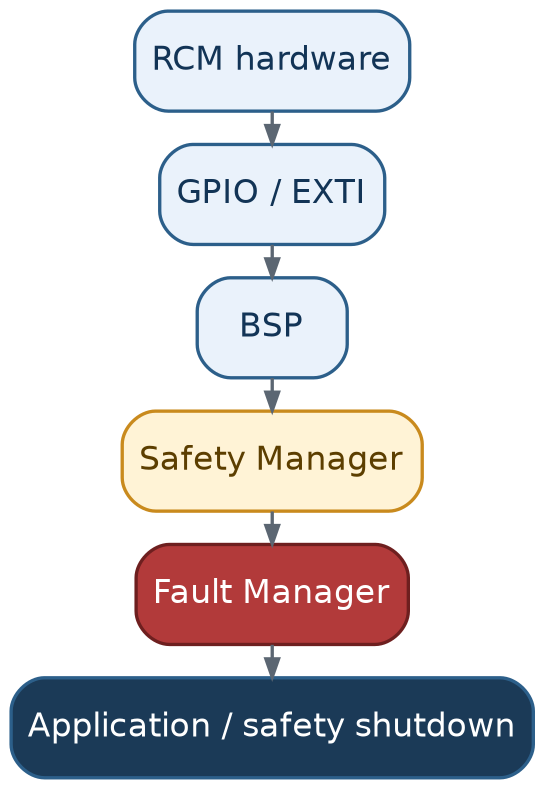 RCM hardware
GPIO / EXTI
BSP
Safety Manager
Fault Manager
Application / safety shutdown